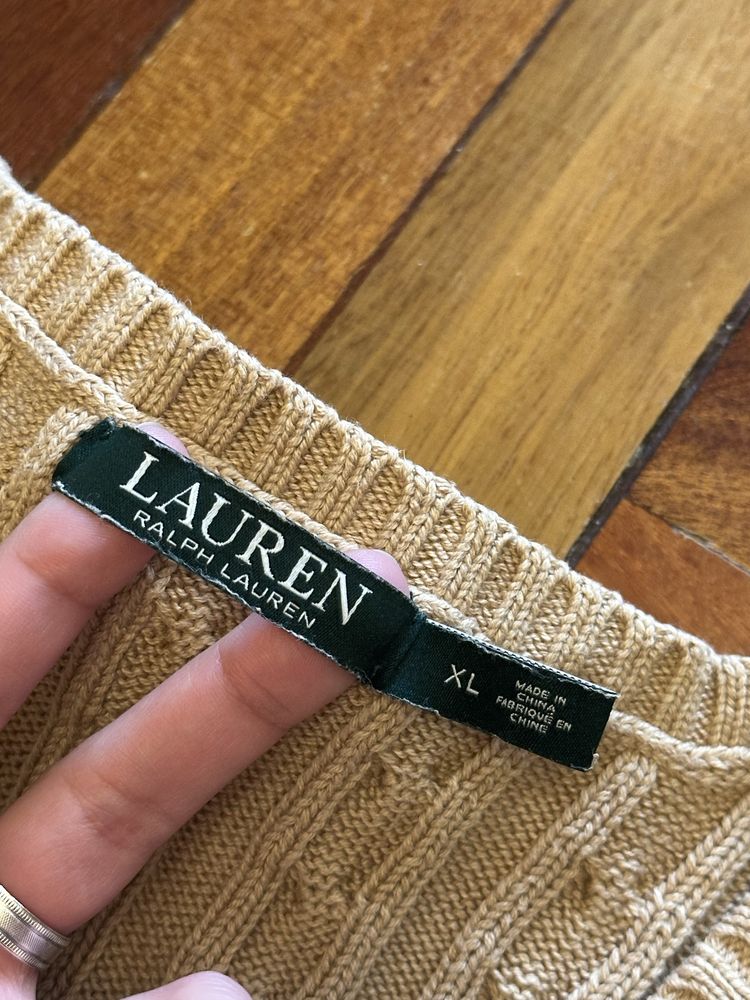 LAUREN
RALPH LAUREN
XL
MADE IN
CHINA
FABRIQUÉ EN
CHINE